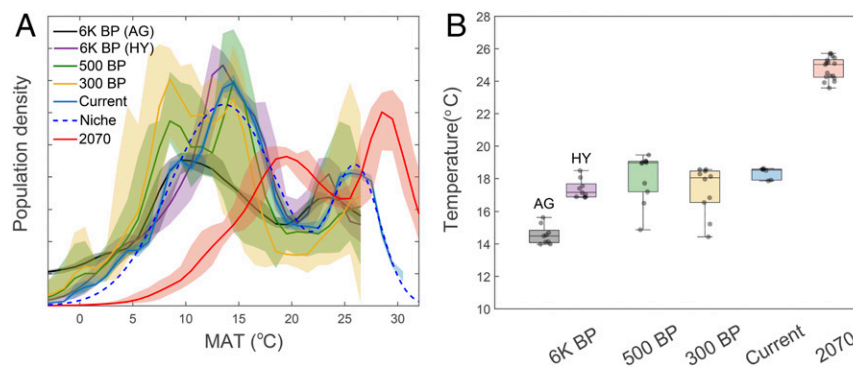 A
6K BP (AG)
6K BP (HY)
500 BP
300 BP
Current
Niche
2070
Population density
0 5 10 15 20 25 30
MAT (°C)
B
28
26
24
22
20
18
16
14
12
10
Temperature(°C)
AG
HY
6K BP 500 BP 300 BP Current 2070